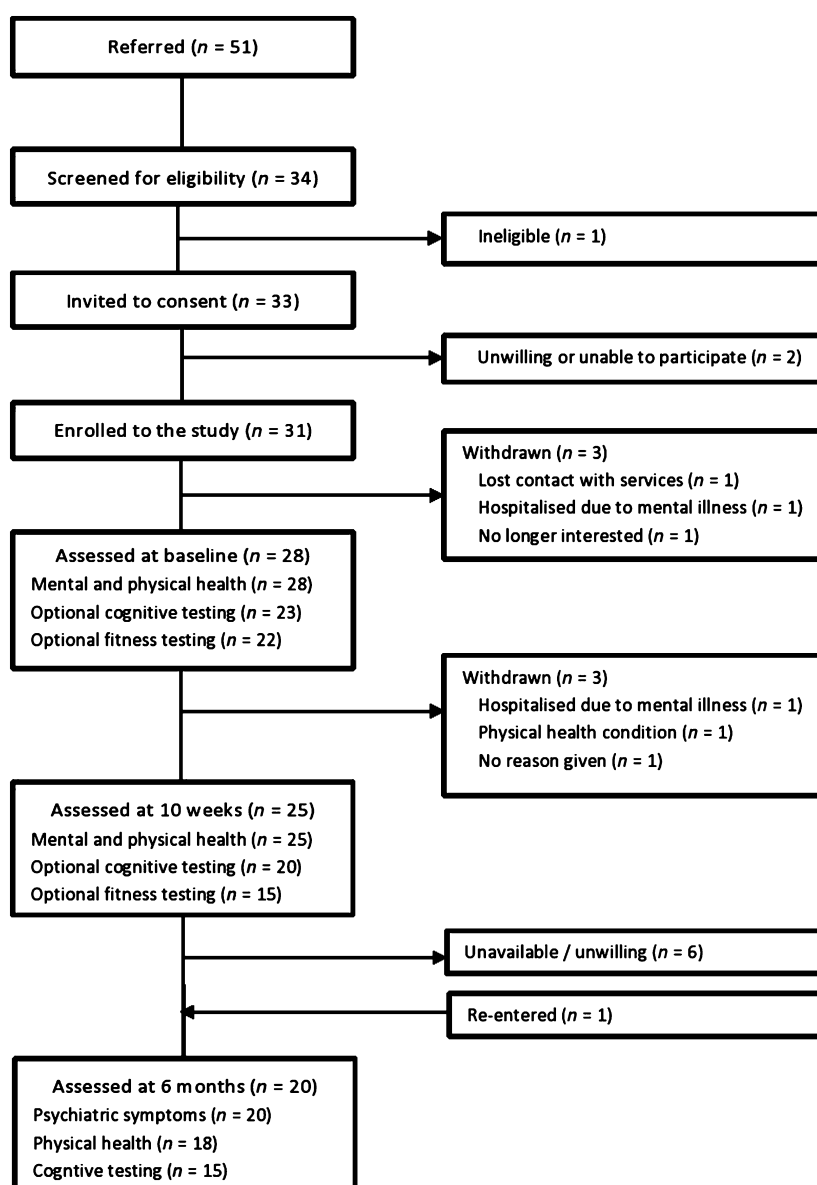 Referred (n = 51)
Screened for eligibility (n = 34)
Ineligible (n = 1)
Invited to consent (n = 33)
Unwilling or unable to participate (n = 2)
Enrolled to the study (n = 31)
Withdrawn (n = 3)
Lost contact with services (n = 1)
Hospitalised due to mental illness (n = 1)
No longer interested (n = 1)
Assessed at baseline (n = 28)
Mental and physical health (n = 28)
Optional cognitive testing (n = 23)
Optional fitness testing (n = 22)
Withdrawn (n = 3)
Hospitalised due to mental illness (n = 1)
Physical health condition (n = 1)
No reason given (n = 1)
Assessed at 10 weeks (n = 25)
Mental and physical health (n = 25)
Optional cognitive testing (n = 20)
Optional fitness testing (n = 15)
Unavailable / unwilling (n = 6)
Re-entered (n = 1)
Assessed at 6 months (n = 20)
Psychiatric symptoms (n = 20)
Physical health (n = 18)
Cogntive testing (n = 15)